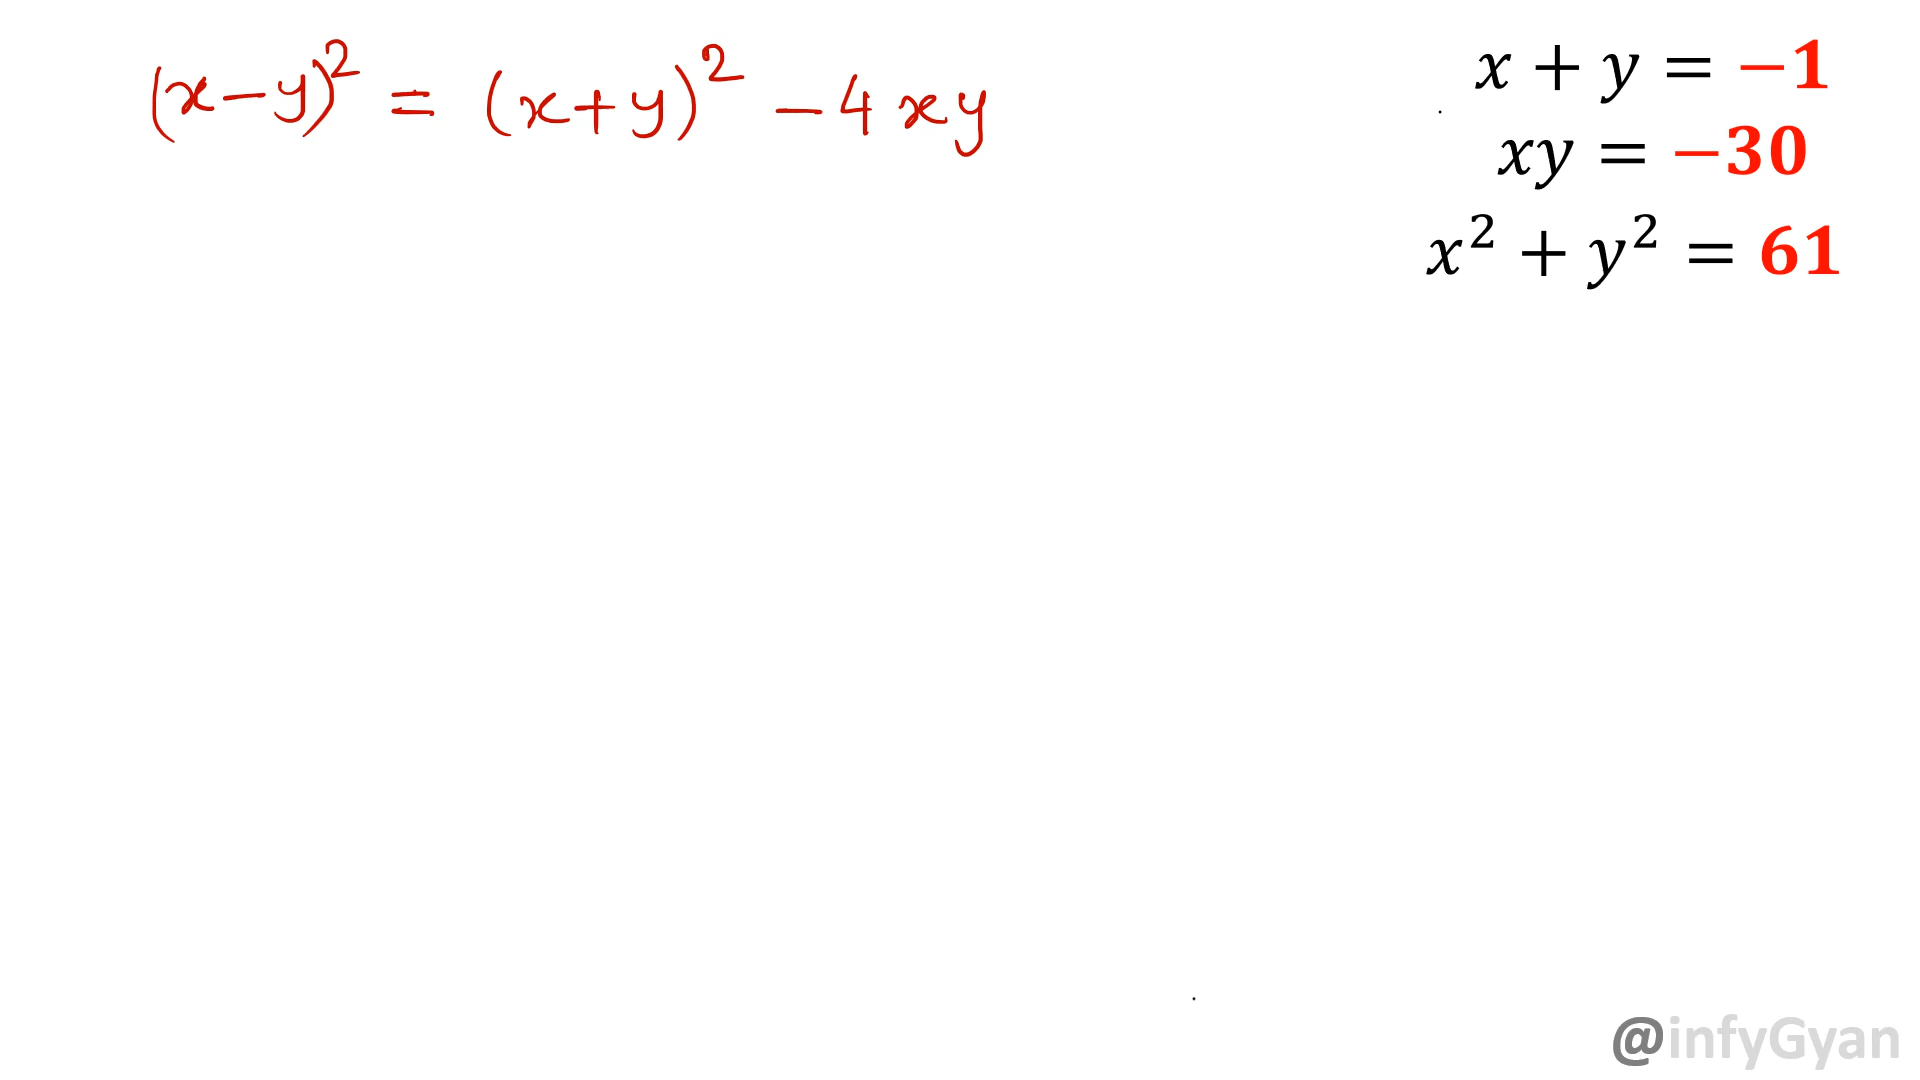 (x-y)² = (x+y)² - 4xy
x + y = −1
xy = −30
x² + y² = 61
@infyGyan